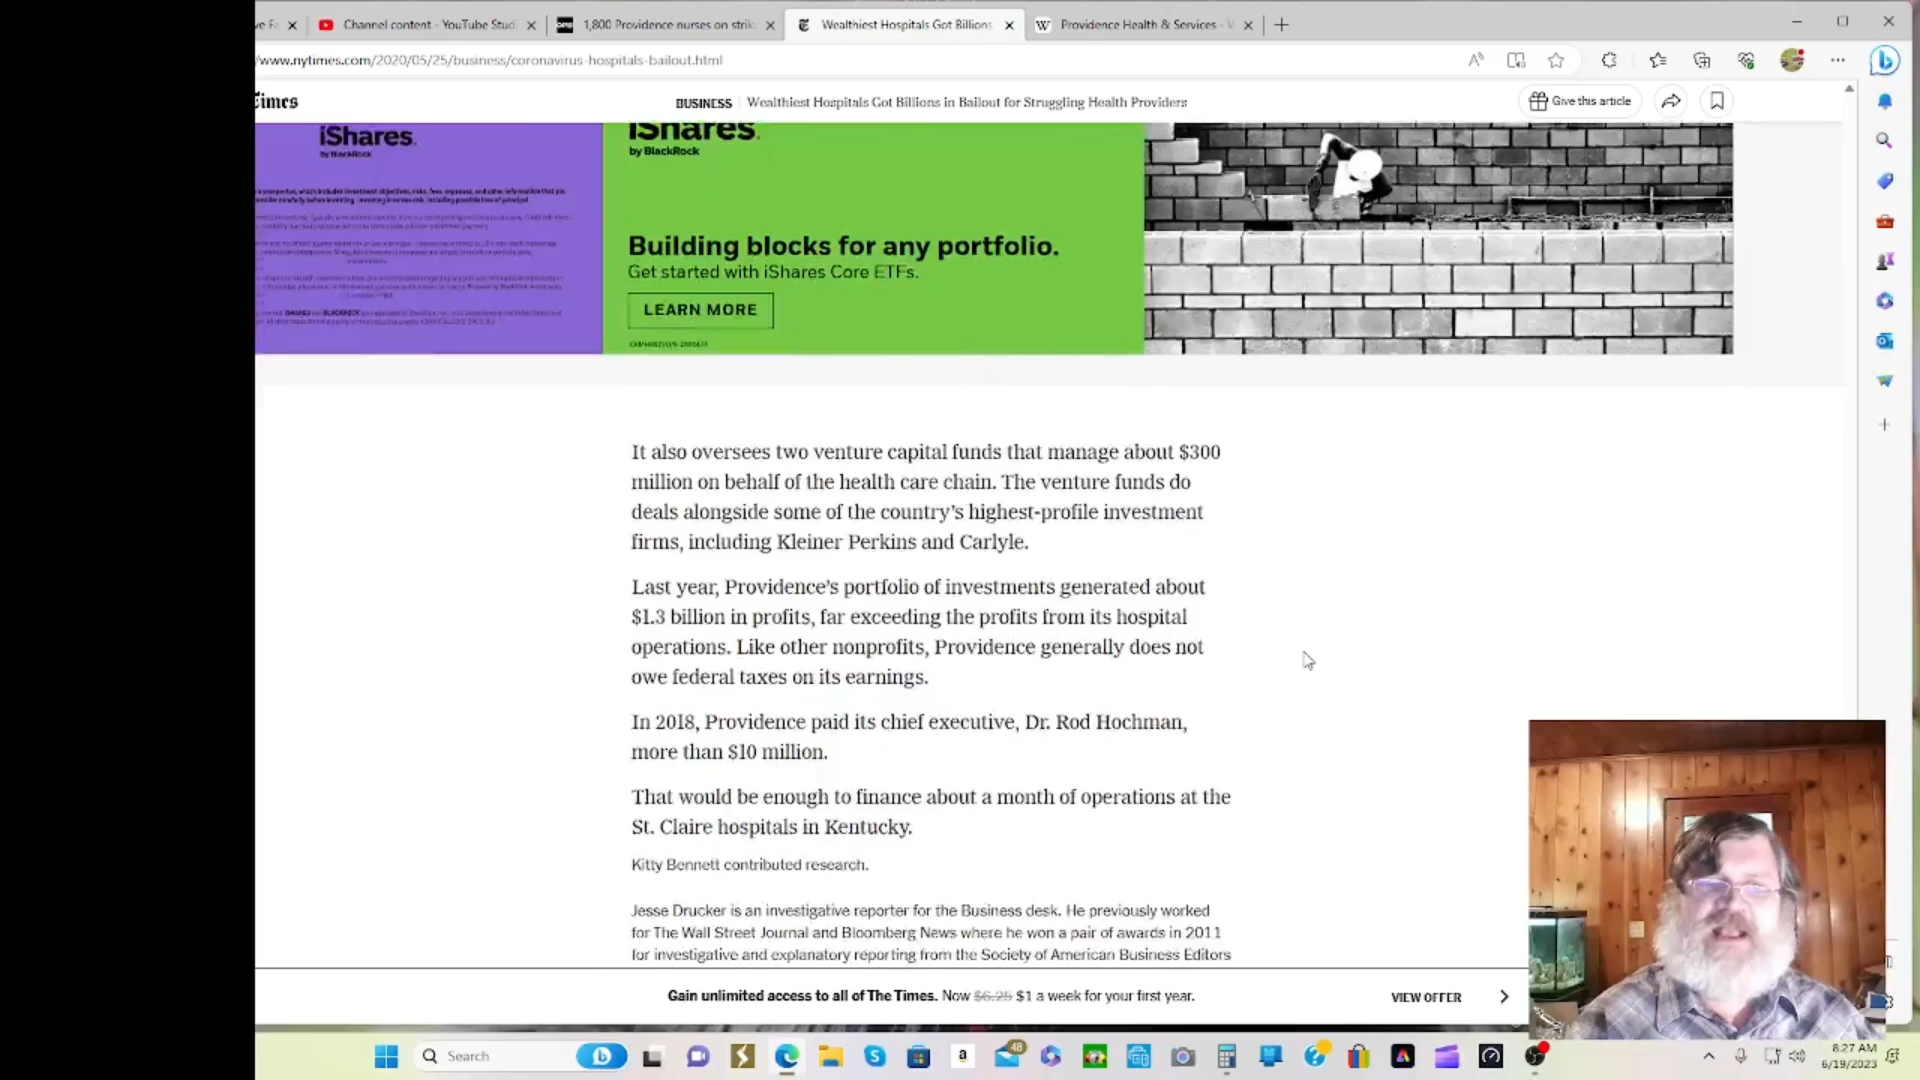 Channel content - YouTube Stud
1,800 Providence nurses on strik
Wealthiest Hospitals Got Billions
Providence Health & Services - W
/www.nytimes.com/2020/05/25/business/coronavirus-hospitals-bailout.html
Times
BUSINESS Wealthiest Hospitals Got Billions in Bailout for Struggling Health Providers
Give this article
iShares.
by BlackRock
iShares.
by BlackRock
Building blocks for any portfolio.
Get started with iShares Core ETFs.
LEARN MORE
It also oversees two venture capital funds that manage about $300
million on behalf of the health care chain. The venture funds do
deals alongside some of the country’s highest-profile investment
firms, including Kleiner Perkins and Carlyle.
Last year, Providence’s portfolio of investments generated about
$1.3 billion in profits, far exceeding the profits from its hospital
operations. Like other nonprofits, Providence generally does not
owe federal taxes on its earnings.
In 2018, Providence paid its chief executive, Dr. Rod Hochman,
more than $10 million.
That would be enough to finance about a month of operations at the
St. Claire hospitals in Kentucky.
Kitty Bennett contributed research.
Jesse Drucker is an investigative reporter for the Business desk. He previously worked
for The Wall Street Journal and Bloomberg News where he won a pair of awards in 2011
for investigative and explanatory reporting from the Society of American Business Editors
Gain unlimited access to all of The Times. Now $6.25 $1 a week for your first year.
VIEW OFFER
Search
48
8:27 AM
6/19/2023